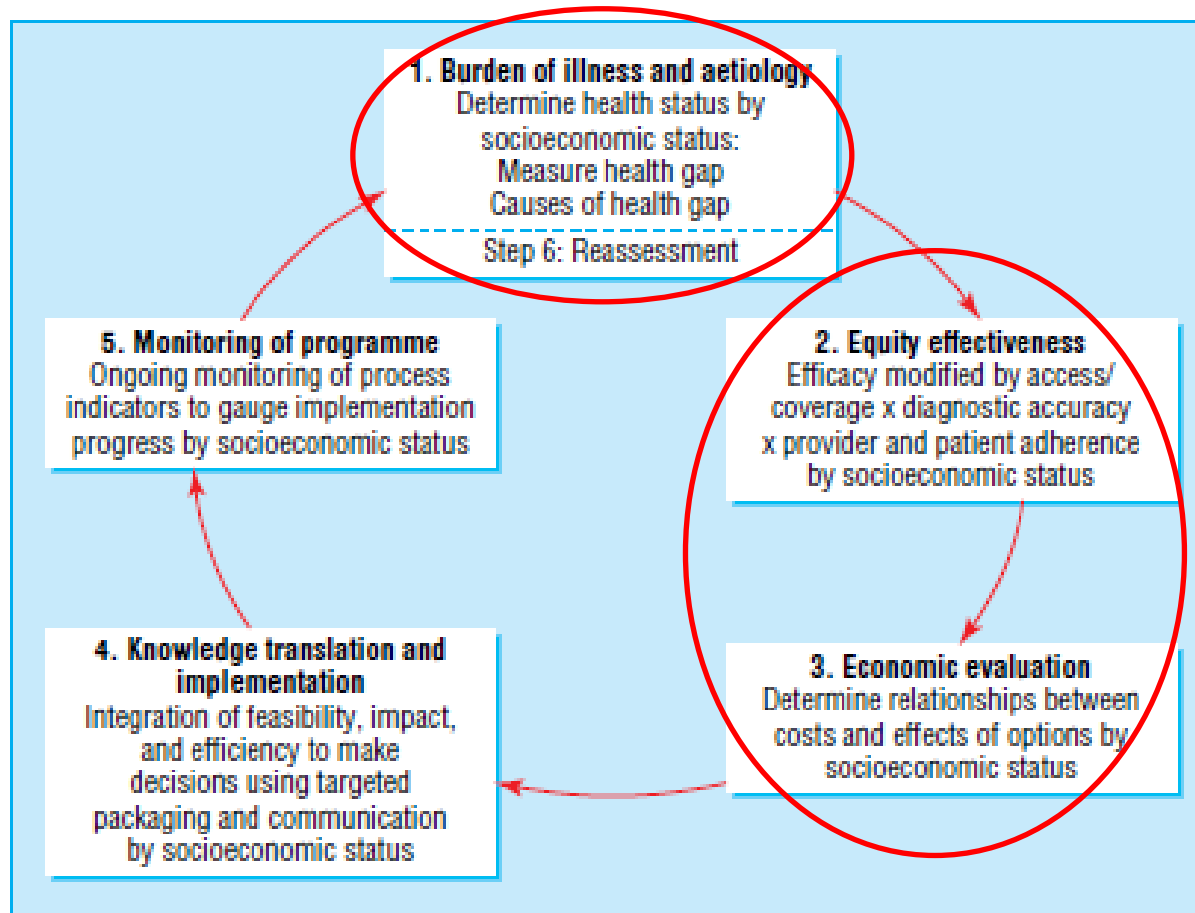 1. Burden of illness and aetiology
Determine health status by
socioeconomic status:
Measure health gap
Causes of health gap
Step 6: Reassessment
2. Equity effectiveness
Efficacy modified by access/
coverage x diagnostic accuracy
x provider and patient adherence
by socioeconomic status
3. Economic evaluation
Determine relationships between
costs and effects of options by
socioeconomic status
4. Knowledge translation and
implementation
Integration of feasibility, impact,
and efficiency to make
decisions using targeted
packaging and communication
by socioeconomic status
5. Monitoring of programme
Ongoing monitoring of process
indicators to gauge implementation
progress by socioeconomic status